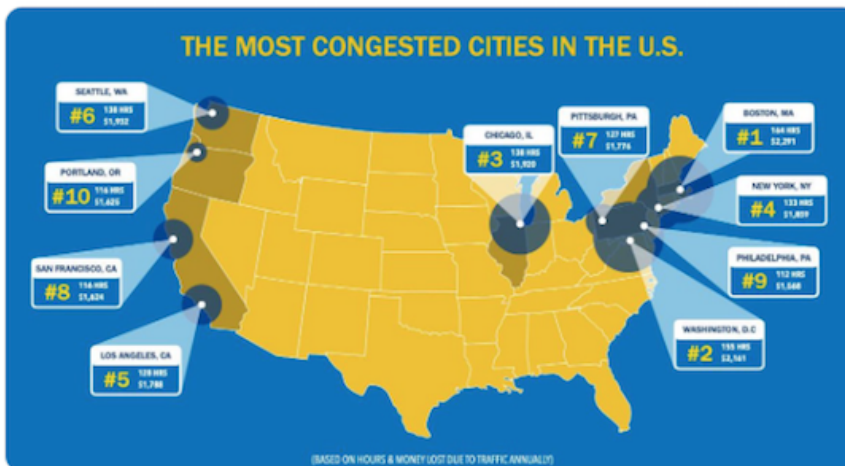 THE MOST CONGESTED CITIES IN THE U.S.
SEATTLE, WA
#6 138 HRS
$1,932
PORTLAND, OR
#10 116 HRS
$1,625
SAN FRANCISCO, CA
#8 116 HRS
$1,624
LOS ANGELES, CA
#5 128 HRS
$1,788
CHICAGO, IL
#3 138 HRS
$1,920
PITTSBURGH, PA
#7 127 HRS
$1,776
BOSTON, MA
#1 164 HRS
$2,291
NEW YORK, NY
#4 133 HRS
$1,859
PHILADELPHIA, PA
#9 112 HRS
$1,568
WASHINGTON, D.C
#2 155 HRS
$2,161
(BASED ON HOURS & MONEY LOST DUE TO TRAFFIC ANNUALLY)